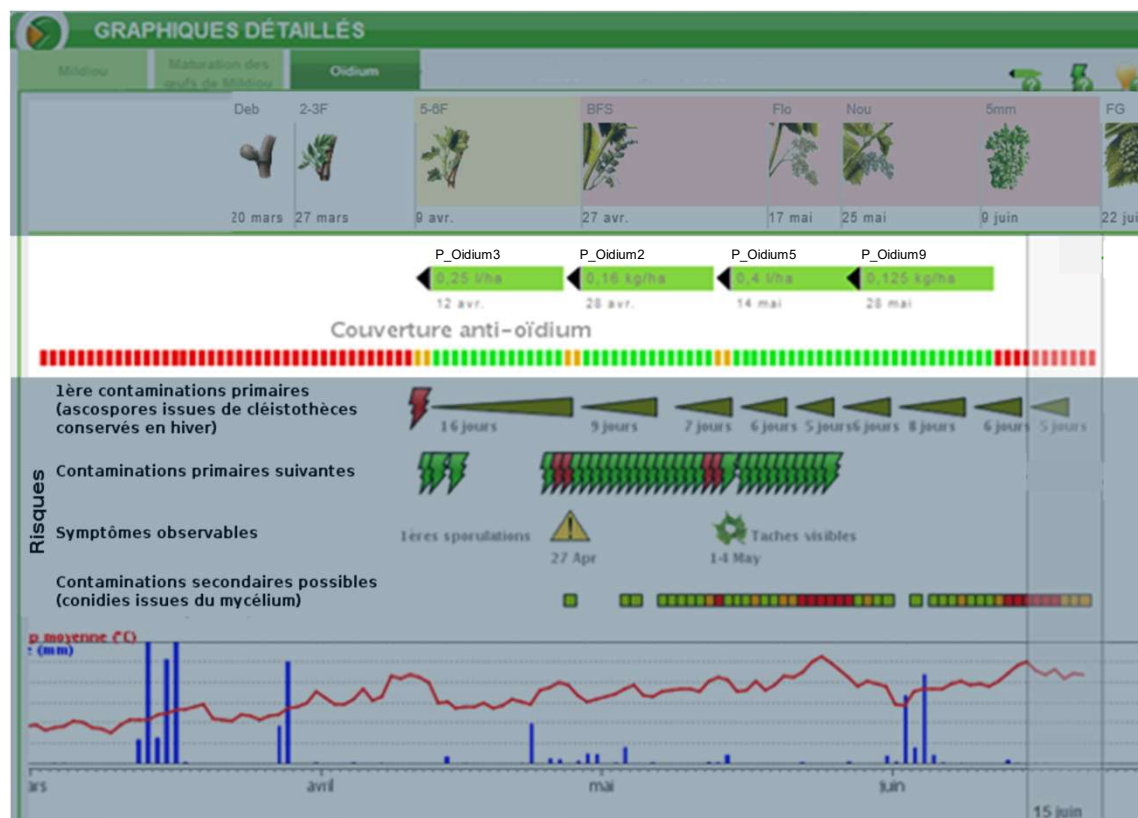 GRAPHIQUES DÉTAILLÉS
Mildiou
Maturation des
œufs de Mildiou
Oïdium
Deb
2-3F
5-6F
BFS
Flo
Nou
5mm
FG
20 mars
27 mars
9 avr.
27 avr.
17 mai
25 mai
9 juin
22 jui
P_Oidium3
P_Oidium2
P_Oidium5
P_Oidium9
0,25 l/ha
0,16 kg/ha
0,4 l/ha
0,125 kg/ha
12 avr.
28 avr.
14 mai
28 mai
Couverture anti-oïdium
Risques
1ère contaminations primaires
(ascospores issues de cléistothèces
conservés en hiver)
16 jours
9 jours
7 jours
6 jours
5 jours
6 jours
8 jours
6 jours
5 jours
Contaminations primaires suivantes
Symptômes observables
1ères sporulations
27 Apr
Taches visibles
14 May
Contaminations secondaires possibles
(conidies issues du mycélium)
p moyenne (°C)
e (mm)
ars
avril
mai
juin
15 juin